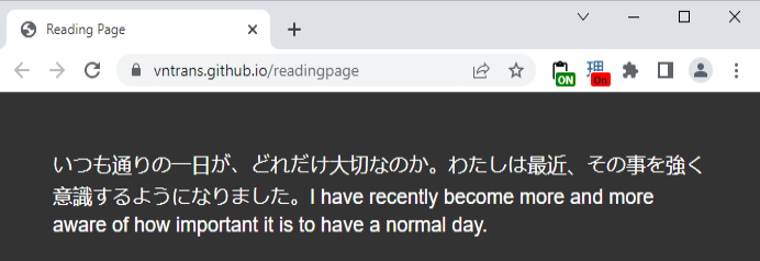 Reading Page
vntrans.github.io/readingpage
ON
理
On
いつも通りの一日が、どれだけ大切なのか。わたしは最近、その事を強く
意識するようになりました。I have recently become more and more
aware of how important it is to have a normal day.